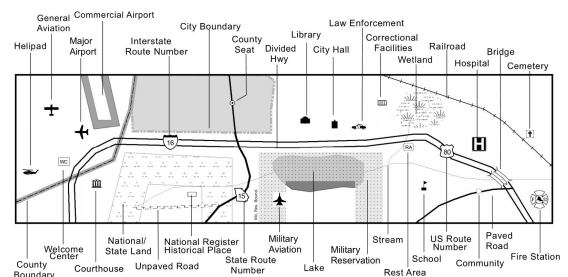 General
Aviation
Commercial Airport
City Boundary
Library
Law Enforcement
Correctional
Facilities
Railroad
Bridge
Helipad
Major
Airport
Interstate
Route Number
County
Seat
Divided
Hwy
City Hall
Wetland
Hospital
Cemetery
16
80
H
WC
RA
15
Mil. Res. Bound.
County
Boundary
Welcome
Center
Courthouse
National/
State Land
Unpaved Road
National Register
Historical Place
State Route
Number
Military
Aviation
Lake
Military
Reservation
Stream
Rest Area
School
US Route
Number
Community
Paved
Road
Fire Station